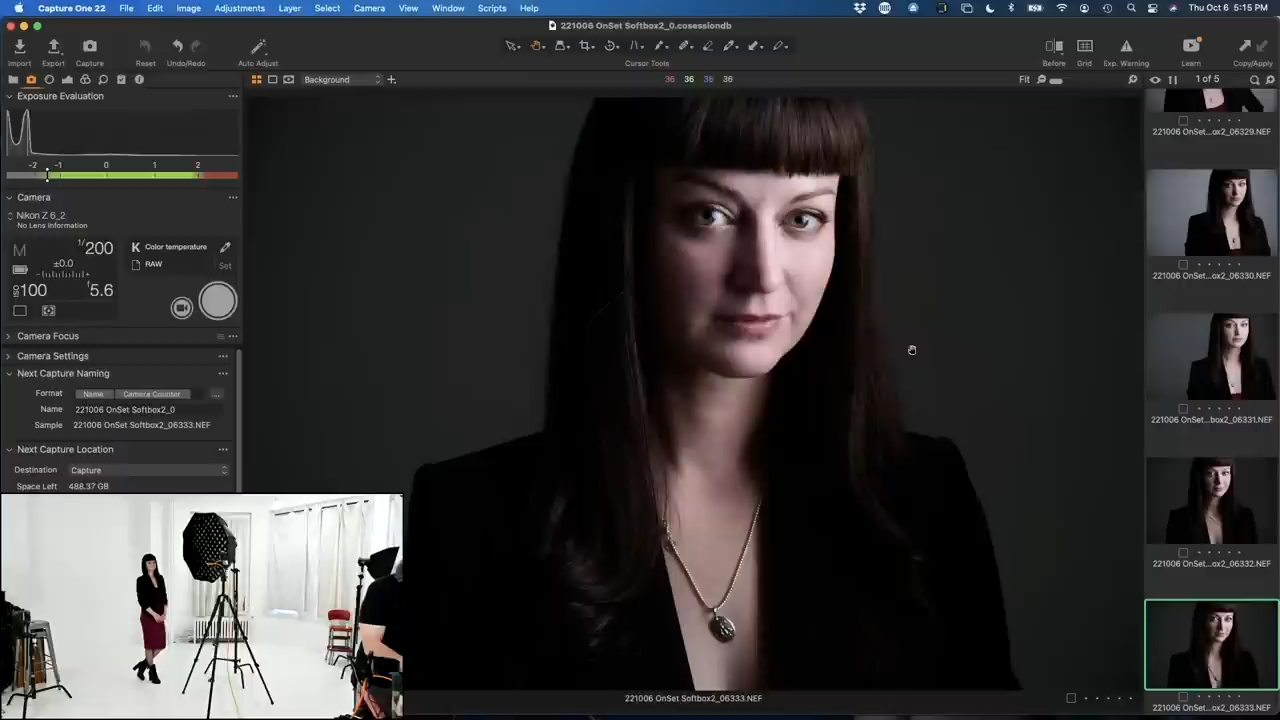 Capture One 22 File Edit Image Adjustments Layer Select Camera View Window Scripts Help Thu Oct 6 5:15 PM
221006 OnSet Softbox2_0.cosessiondb
Import Export Capture Reset Undo/Redo Auto Adjust Cursor Tools Before Grid Exp. Warning Learn Copy/Apply
Background 36 36 36 36 Fit 1 of 5
Exposure Evaluation
-2 -1 0 1 2
Camera
Nikon Z 6_2
No Lens Information
M 1/200 K Color temperature
±0.0 RAW Set
ISO 100 f 5.6
Camera Focus
Camera Settings
Next Capture Naming
Format Name Camera Counter ...
Name 221006 OnSet Softbox2_0
Sample 221006 OnSet Softbox2_06333.NEF
Next Capture Location
Destination Capture
Space Left 488.37 GB
221006 OnSet Softbox2_06333.NEF
221006 OnSet...ox2_06329.NEF
221006 OnSet...ox2_06330.NEF
221006 OnSet...box2_06331.NEF
221006 OnSet...ox2_06332.NEF
221006 OnSet...ox2_06333.NEF